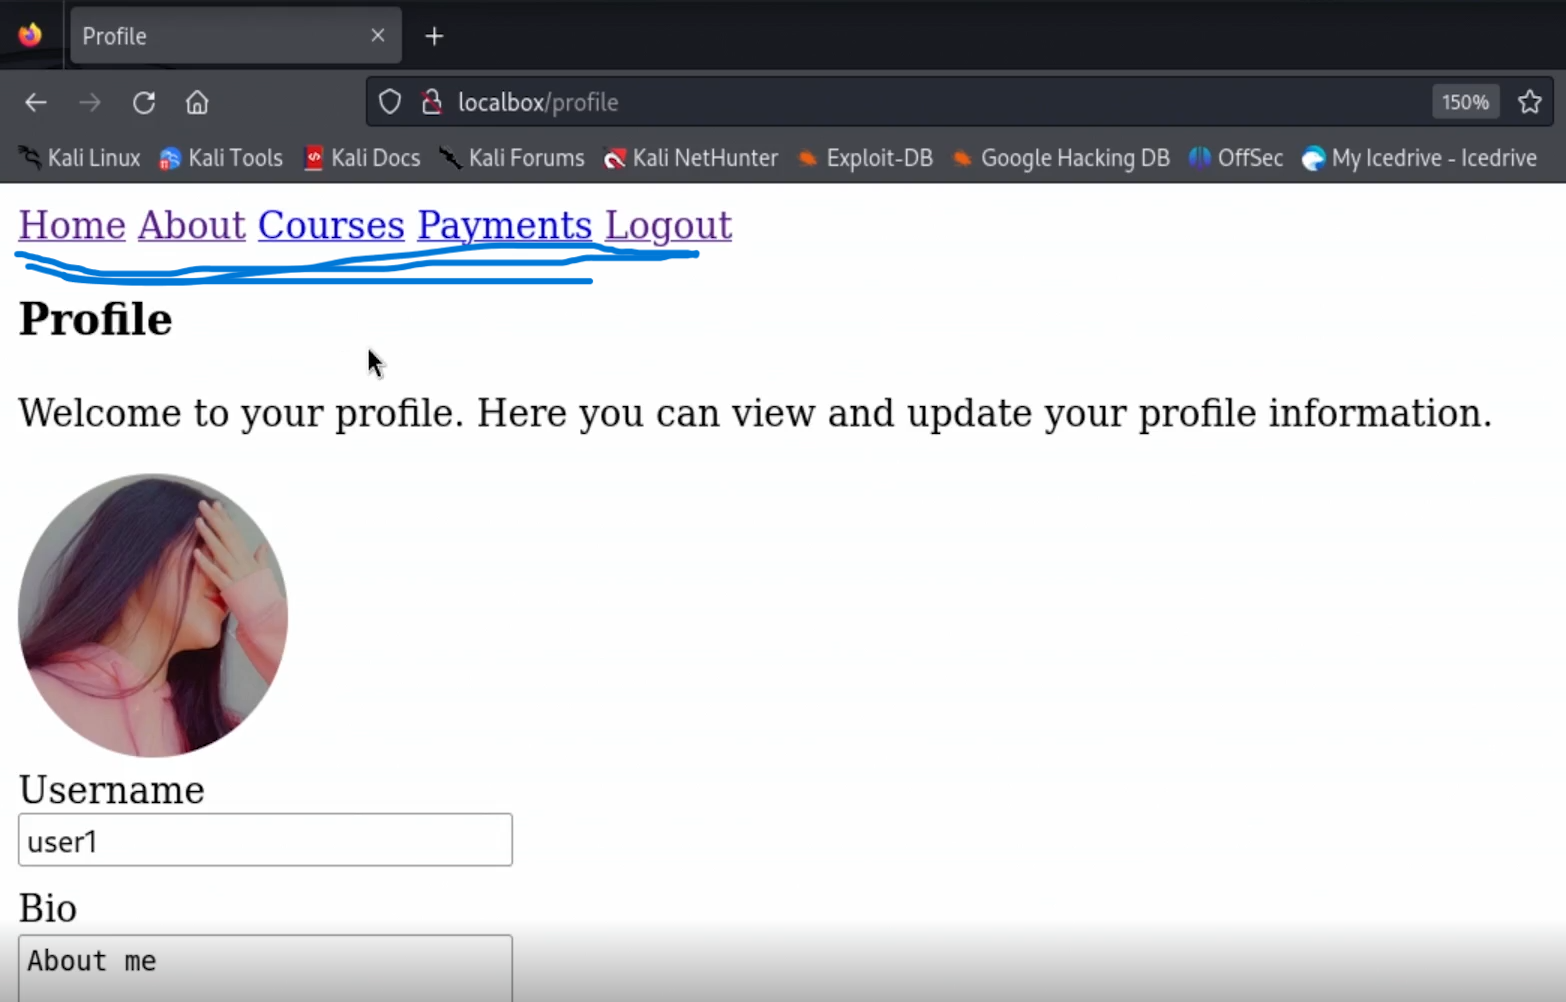 Profile
localbox/profile 150%
Kali Linux Kali Tools Kali Docs Kali Forums Kali NetHunter Exploit-DB Google Hacking DB OffSec My Icedrive - Icedrive
Home About Courses Payments Logout
Profile
Welcome to your profile. Here you can view and update your profile information.
Username
user1
Bio
About me